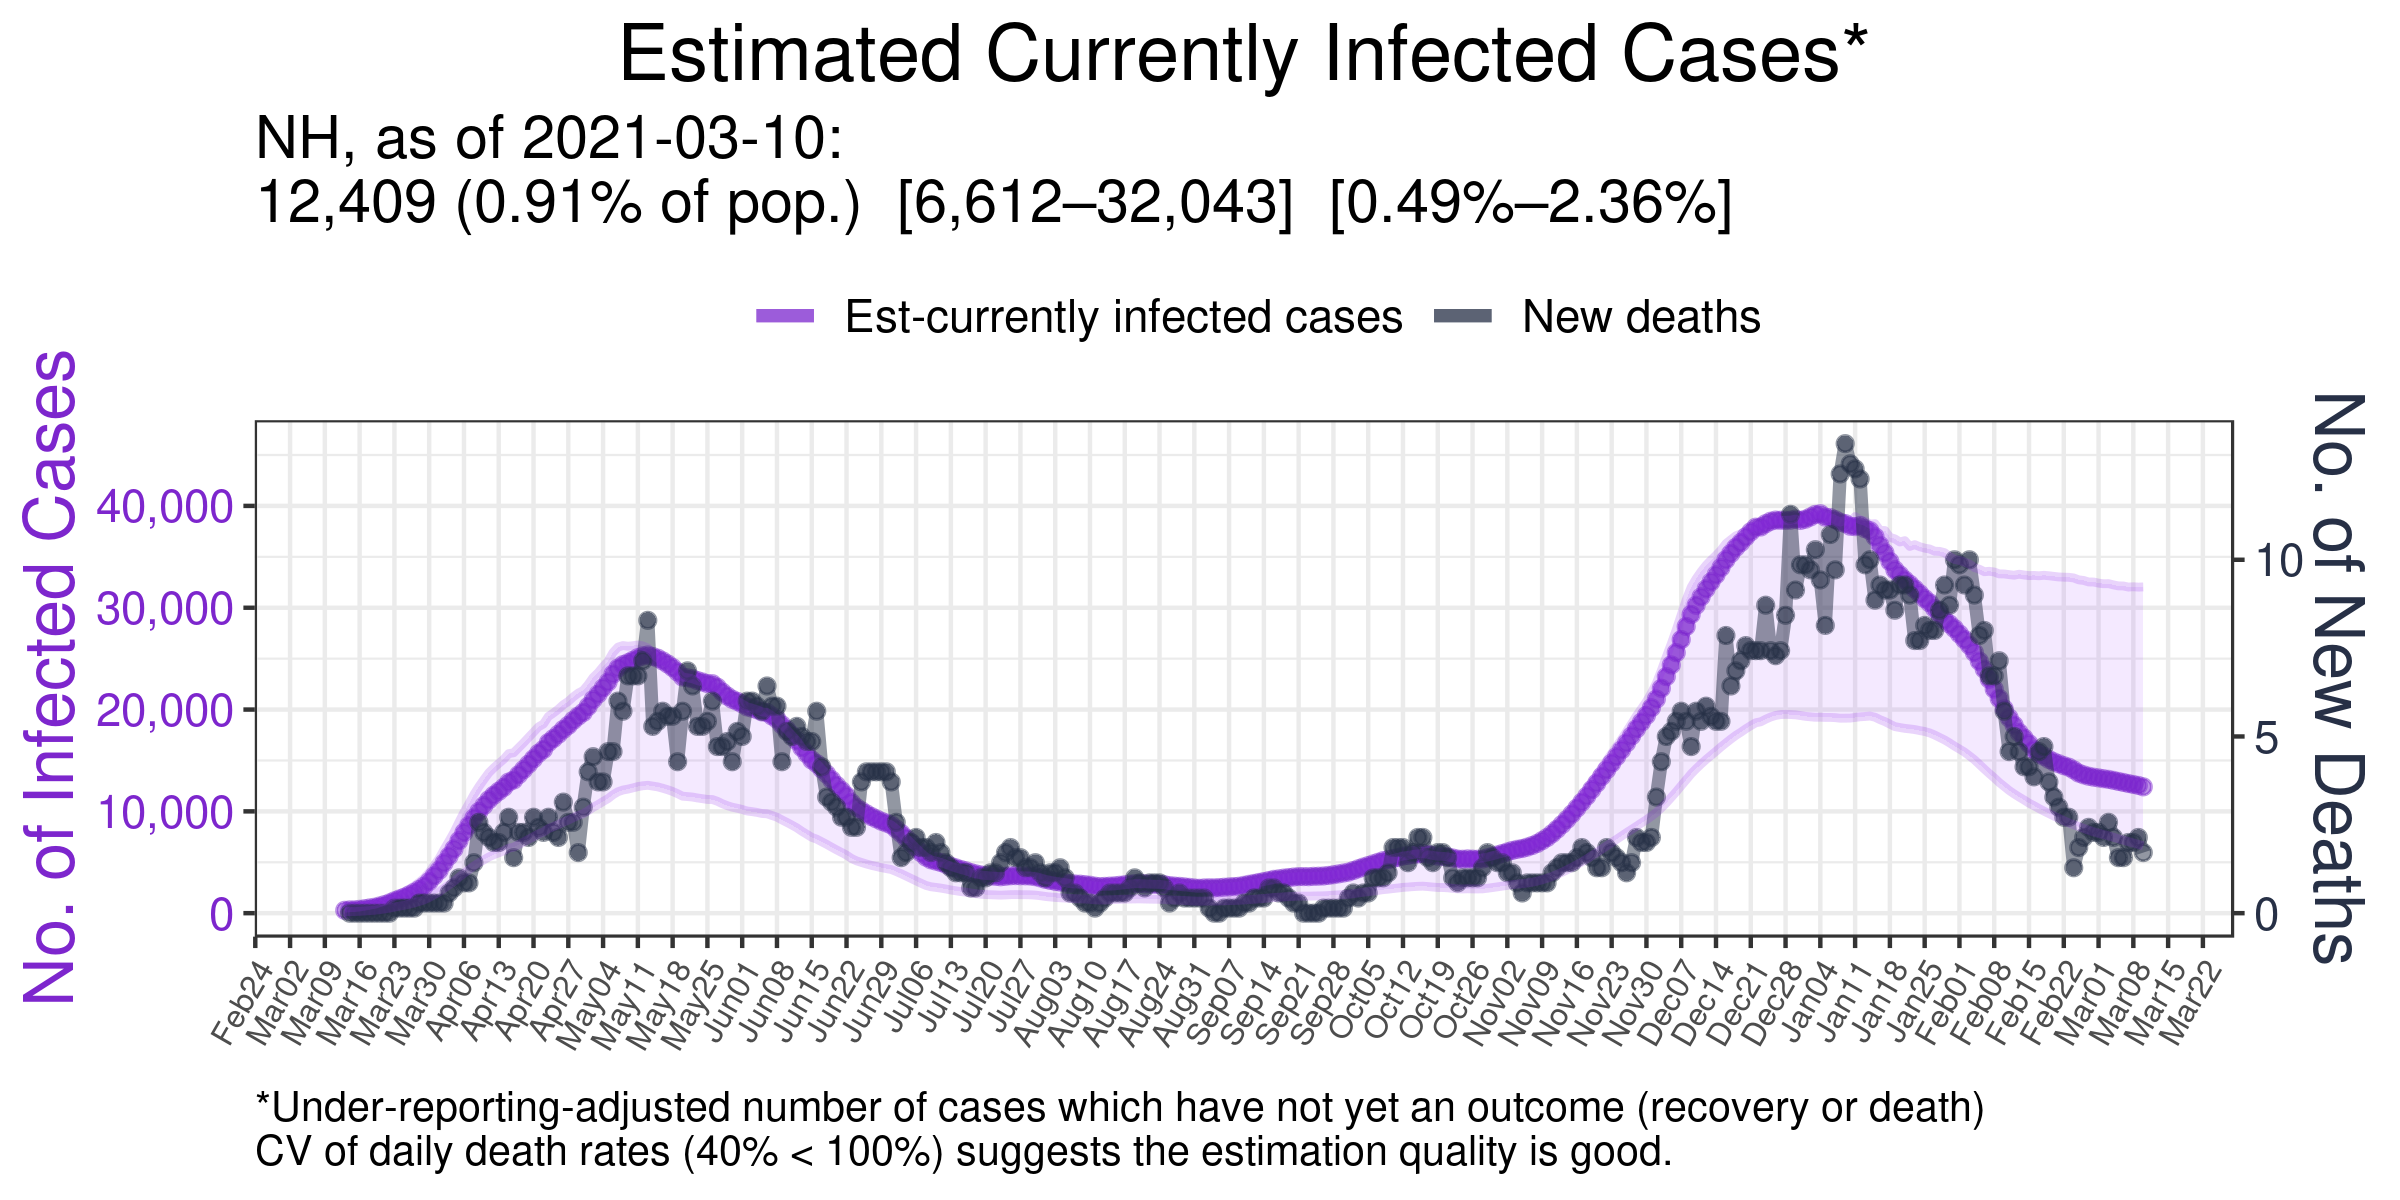 Estimated Currently Infected Cases*
NH, as of 2021-03-10:
12,409 (0.91% of pop.) [6,612–32,043] [0.49%–2.36%]
Est-currently infected cases
New deaths
No. of Infected Cases
40,000
30,000
20,000
10,000
0
10
5
0
No. of New Deaths
Feb24
Mar02
Mar09
Mar16
Mar23
Mar30
Apr06
Apr13
Apr20
Apr27
May04
May11
May18
May25
Jun01
Jun08
Jun15
Jun22
Jun29
Jul06
Jul13
Jul20
Jul27
Aug03
Aug10
Aug17
Aug24
Aug31
Sep07
Sep14
Sep21
Sep28
Oct05
Oct12
Oct19
Oct26
Nov02
Nov09
Nov16
Nov23
Nov30
Dec07
Dec14
Dec21
Dec28
Jan04
Jan11
Jan18
Jan25
Feb01
Feb08
Feb15
Feb22
Mar01
Mar08
Mar15
Mar22
*Under-reporting-adjusted number of cases which have not yet an outcome (recovery or death)
CV of daily death rates (40% < 100%) suggests the estimation quality is good.